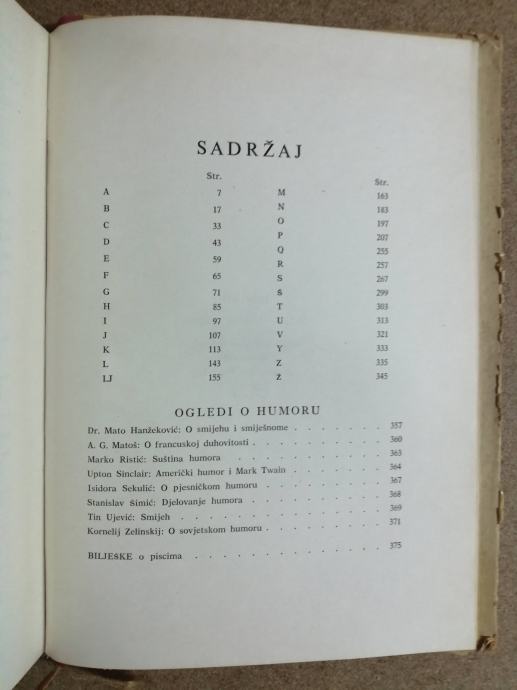 SADRŽAJ
Str. Str.
A 7 M 163
B 17 N 183
C 33 O 197
D 43 P 207
E 59 Q 255
F 65 R 257
G 71 S 267
H 85 Š 299
I 97 T 303
J 107 U 313
K 113 V 321
L 143 Y 333
LJ 155 Z 335
Ž 345
OGLEDI O HUMORU
Dr. Mato Hanžeković: O smijehu i smiješnome . . . . . . . . 357
A. G. Matoš: O francuskoj duhovitosti . . . . . . . . . . 360
Marko Ristić: Suština humora . . . . . . . . . . 363
Upton Sinclair: Američki humor i Mark Twain . . . . . . . . 364
Isidora Sekulić: O pjesničkom humoru . . . . . . . . . 367
Stanislav Šimić: Djelovanje humora . . . . . . . . . . 368
Tin Ujević: Smijeh . . . . . . . . . . . . . 369
Kornelij Zelinskij: O sovjetskom humoru . . . . . . . . . 371
BILJEŠKE o piscima . . . . . . . . . . . . 375